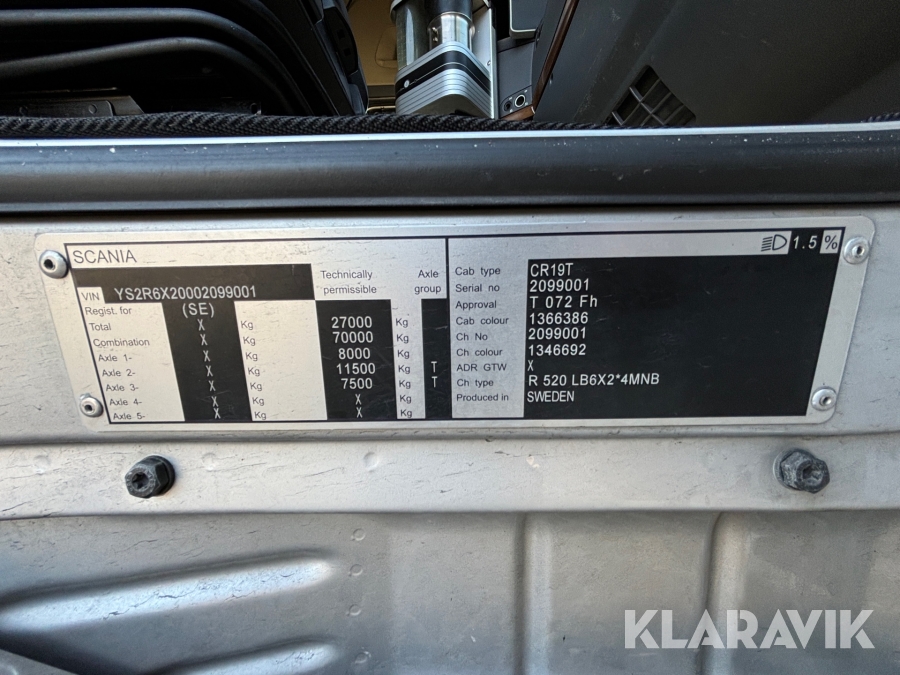 SCANIA
VIN YS2R6X20002099001
Technically permissible
Axle group
Regist. for (SE)
Total X Kg 27000 Kg
Combination X Kg 70000 Kg
Axle 1- X Kg 8000 Kg
Axle 2- X Kg 11500 Kg T
Axle 3- X Kg 7500 Kg T
Axle 4- X Kg X Kg
Axle 5- X Kg X Kg
1.5 %
Cab type CR19T
Serial no 2099001
Approval T 072 Fh
Cab colour 1366386
Ch No 2099001
Ch colour 1346692
ADR GTW X
Ch type R 520 LB6X2*4MNB
Produced in SWEDEN
KLARAVIK